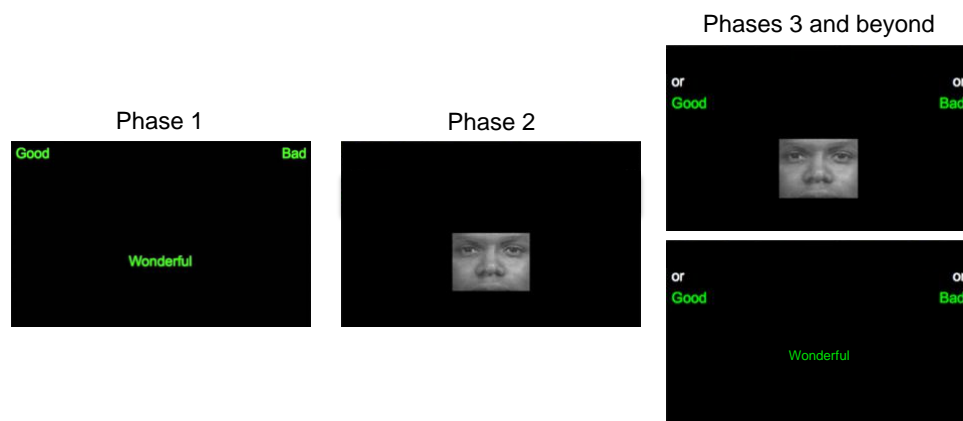 Phases 3 and beyond
or or
Good Bad
Phase 1
Phase 2
Good Bad
Wonderful
or or
Good Bad
Wonderful